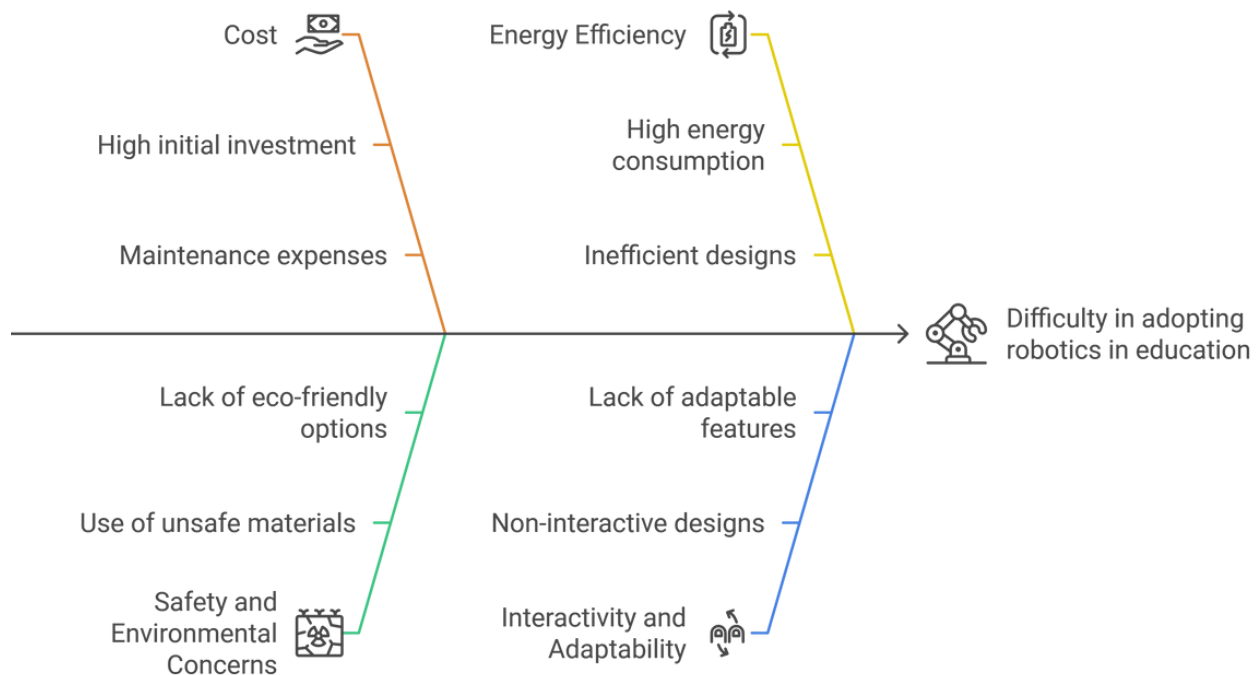 Cost
Energy Efficiency
High initial investment
High energy
consumption
Maintenance expenses
Inefficient designs
Difficulty in adopting
robotics in education
Lack of eco-friendly
options
Lack of adaptable
features
Use of unsafe materials
Non-interactive designs
Safety and
Environmental
Concerns
Interactivity and
Adaptability